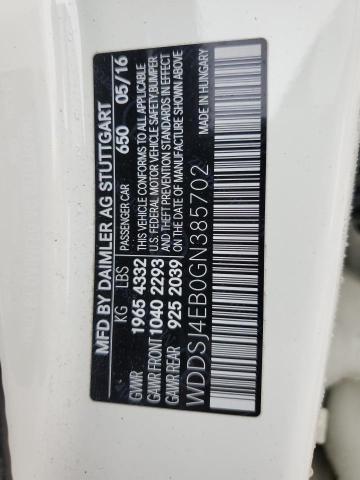 MFD BY DAIMLER AG STUTTGART
KG LBS PASSENGER CAR 650 05/16
GVWR 1965 4332 THIS VEHICLE CONFORMS TO ALL APPLICABLE
GAWR FRONT 1040 2293 U.S. FEDERAL MOTOR VEHICLE SAFETY,BUMPER
GAWR REAR 925 2039 &THEFT PREVENTION STANDARDS IN EFFECT
ON THE DATE OF MANUFACTURE SHOWN ABOVE
WDDSJ4EB0GN385702 MADE IN HUNGARY